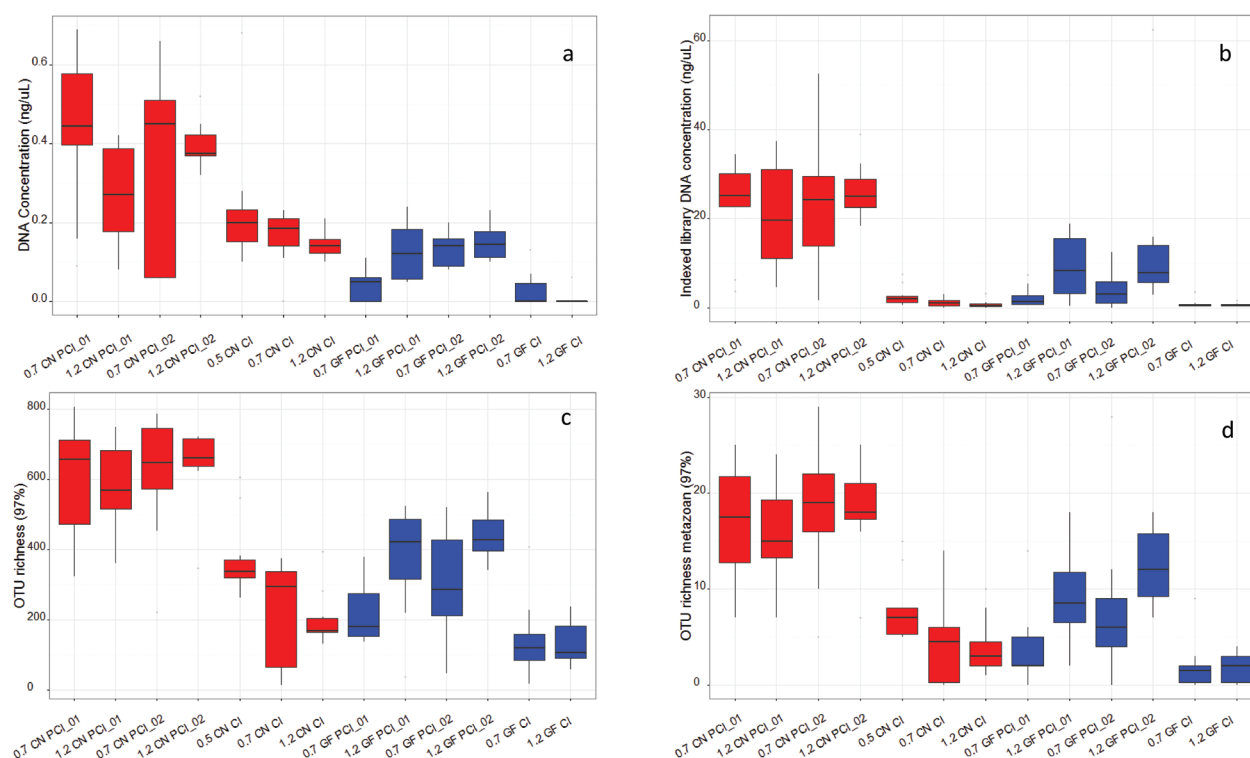 a
DNA Concentration (ng/uL)
0.6
0.4
0.2
0.0
0.7 CN PCI_01
1.2 CN PCI_01
0.7 CN PCI_02
1.2 CN PCI_02
0.5 CN CI
0.7 CN CI
1.2 CN CI
0.7 GF PCI_01
1.2 GF PCI_01
0.7 GF PCI_02
1.2 GF PCI_02
0.7 GF CI
1.2 GF CI
b
Indexed library DNA concentration (ng/uL)
60
40
20
0
0.7 CN PCI_01
1.2 CN PCI_01
0.7 CN PCI_02
1.2 CN PCI_02
0.5 CN CI
0.7 CN CI
1.2 CN CI
0.7 GF PCI_01
1.2 GF PCI_01
0.7 GF PCI_02
1.2 GF PCI_02
0.7 GF CI
1.2 GF CI
c
OTU richness (97%)
800
600
400
200
0
0.7 CN PCI_01
1.2 CN PCI_01
0.7 CN PCI_02
1.2 CN PCI_02
0.5 CN CI
0.7 CN CI
1.2 CN CI
0.7 GF PCI_01
1.2 GF PCI_01
0.7 GF PCI_02
1.2 GF PCI_02
0.7 GF CI
1.2 GF CI
d
OTU richness metazoan (97%)
30
20
10
0
0.7 CN PCI_01
1.2 CN PCI_01
0.7 CN PCI_02
1.2 CN PCI_02
0.5 CN CI
0.7 CN CI
1.2 CN CI
0.7 GF PCI_01
1.2 GF PCI_01
0.7 GF PCI_02
1.2 GF PCI_02
0.7 GF CI
1.2 GF CI